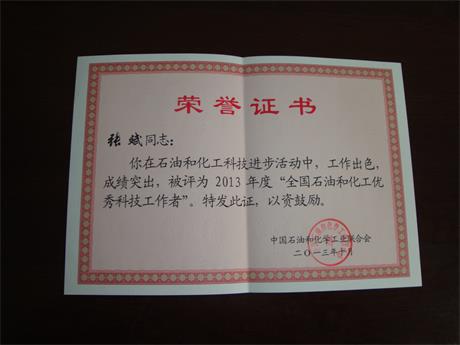 荣誉证书
张斌同志：
你在石油和化工科技进步活动中，工作出色，
成绩突出，被评为 2013 年度“全国石油和化工优
秀科技工作者”。特发此证，以资鼓励。
中国石油和化学工业联合会
二〇一三年十月